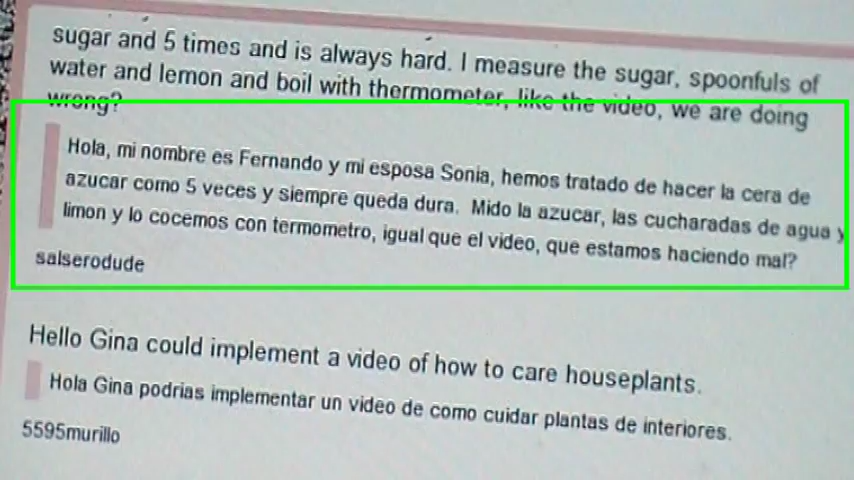 sugar and 5 times and is always hard. I measure the sugar, spoonfuls of
water and lemon and boil with thermometer, like the video, we are doing
wrong?
Hola, mi nombre es Fernando y mi esposa Sonia, hemos tratado de hacer la cera de
azucar como 5 veces y siempre queda dura. Mido la azucar, las cucharadas de agua y
limon y lo cocemos con termometro, igual que el video, que estamos haciendo mal?
salserodude
Hello Gina could implement a video of how to care houseplants.
Hola Gina podrias implementar un video de como cuidar plantas de interiores.
5595murillo